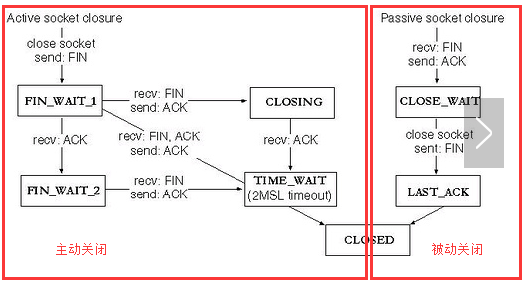 Active socket closure
close socket
send: FIN
FIN_WAIT_1
recv: FIN
send: ACK
CLOSING
recv: ACK
recv: FIN, ACK
send: ACK
recv: ACK
FIN_WAIT_2
recv: FIN
send: ACK
TIME_WAIT
(2MSL timeout)
CLOSED
主动关闭
Passive socket closure
recv: FIN
send: ACK
CLOSE_WAIT
close socket
sent: FIN
LAST_ACK
被动关闭